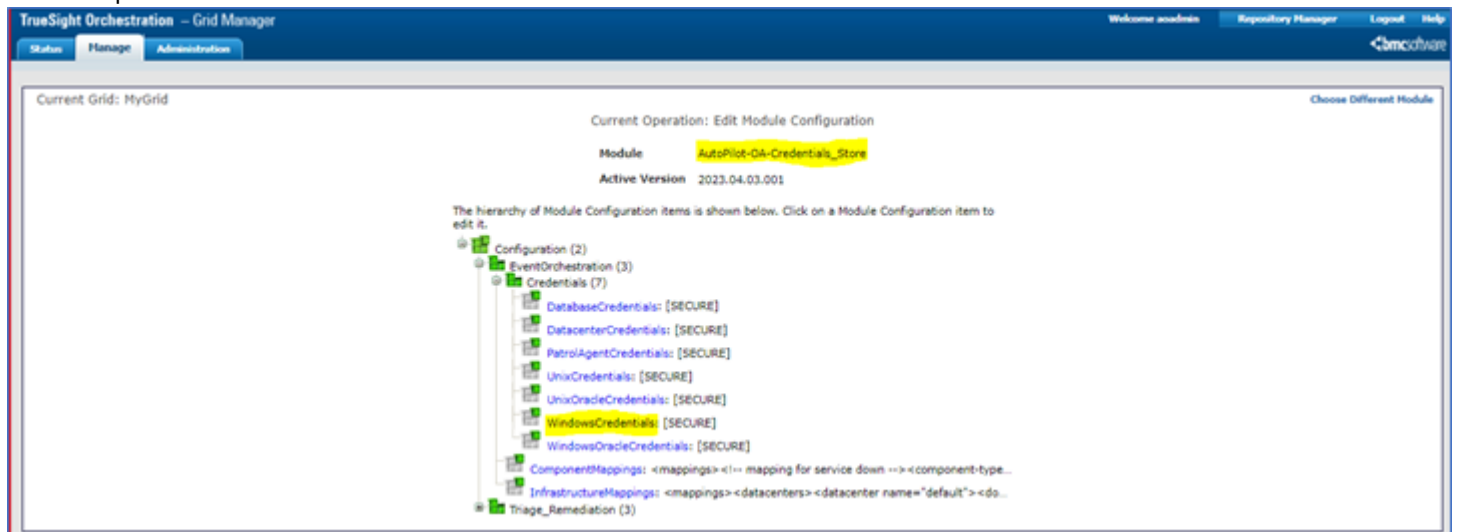 TrueSight Orchestration – Grid Manager
Welcome aoadmin Repository Manager Logout Help
Status Manage Administration
<bmcsoftware
Current Grid: MyGrid
Choose Different Module
Current Operation: Edit Module Configuration
Module AutoPilot-OA-Credentials_Store
Active Version 2023.04.03.001
The hierarchy of Module Configuration items is shown below. Click on a Module Configuration item to
edit it.
Configuration (2)
EventOrchestration (3)
Credentials (7)
DatabaseCredentials: [SECURE]
DatacenterCredentials: [SECURE]
PatrolAgentCredentials: [SECURE]
UnixCredentials: [SECURE]
UnixOracleCredentials: [SECURE]
WindowsCredentials: [SECURE]
WindowsOracleCredentials: [SECURE]
ComponentMappings: <mappings><!-- mapping for service down --><component-type...
InfrastructureMappings: <mappings><datacenters><datacenter name="default"><do...
Triage_Remediation (3)